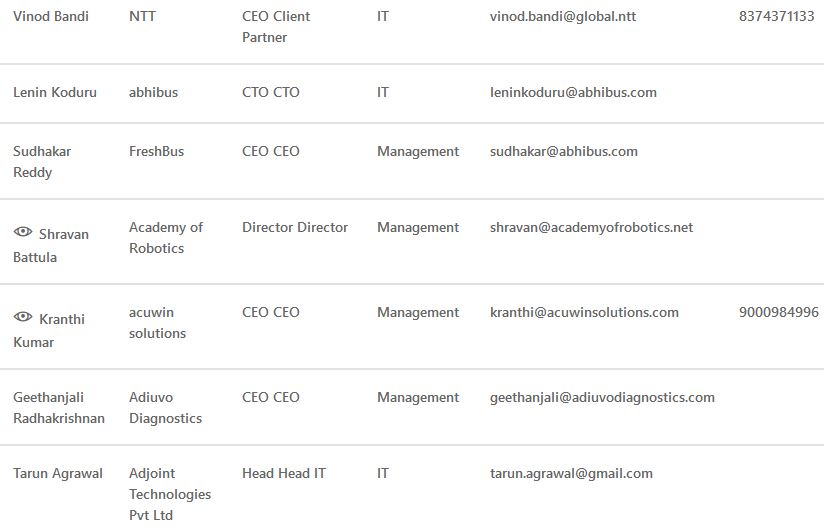 Vinod Bandi NTT CEO Client IT vinod.bandi@global.ntt 8374371133
Partner
Lenin Koduru abhibus CTO CTO IT leninkoduru@abhibus.com
Sudhakar FreshBus CEO CEO Management sudhakar@abhibus.com
Reddy
Shravan Academy of Director Director Management shravan@academyofrobotics.net
Battula Robotics
Kranthi acuwin CEO CEO Management kranthi@acuwinsolutions.com 9000984996
Kumar solutions
Geethanjali Adiuvo CEO CEO Management geethanjali@adiuvodiagnostics.com
Radhakrishnan Diagnostics
Tarun Agrawal Adjoint Head Head IT IT tarun.agrawal@gmail.com
Technologies
Pvt Ltd